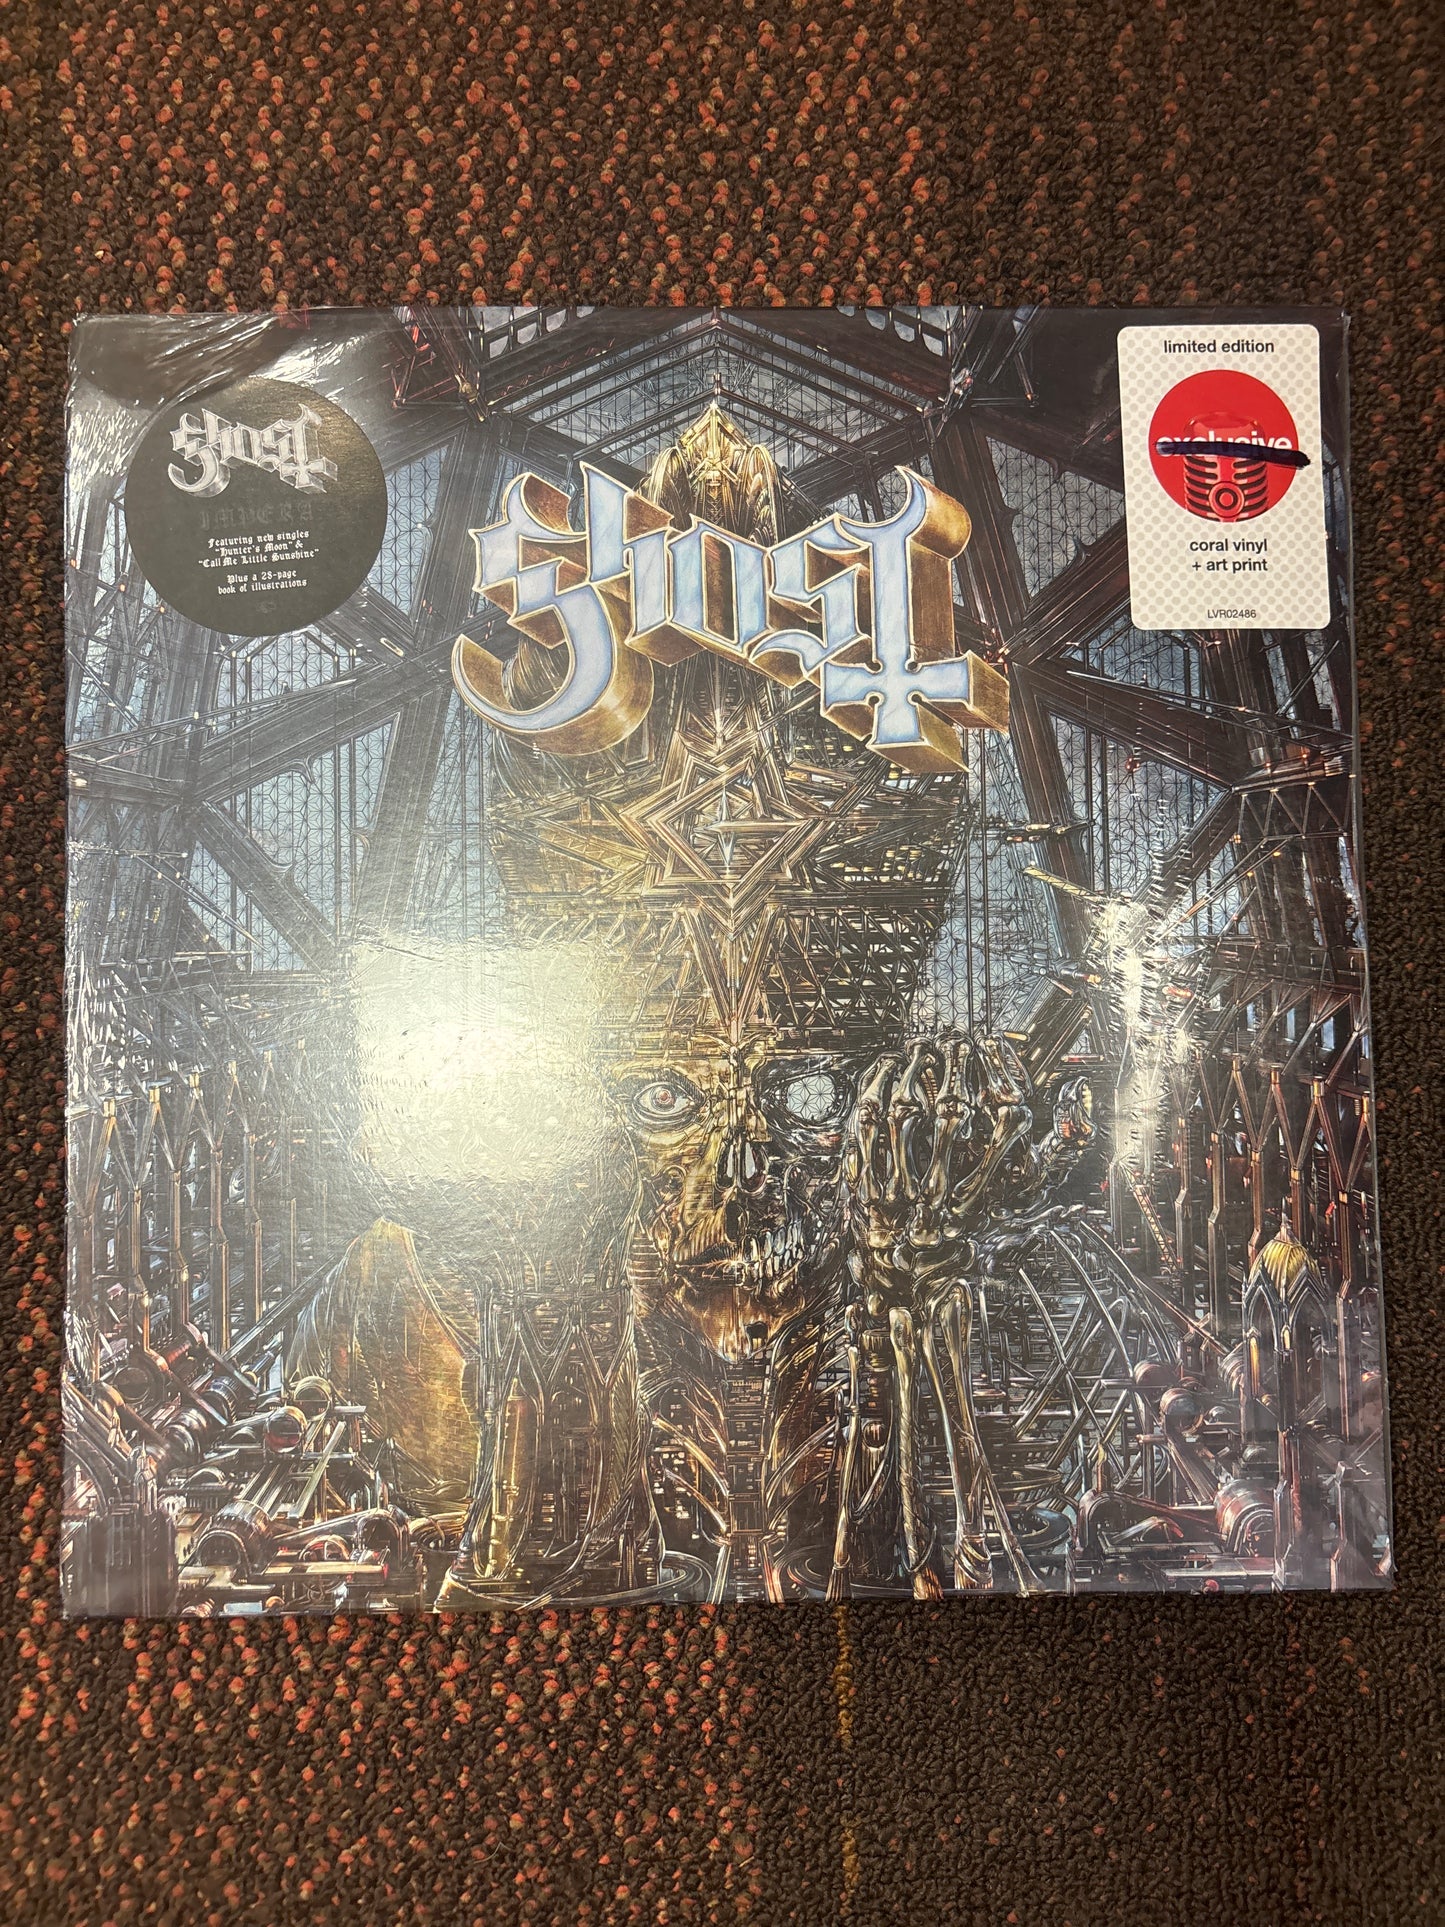 Ghost
IMPERA
Featuring new singles
"Hunter's Moon" &
"Call Me Little Sunshine"
Plus a 28-page
book of illustrations
Ghost
limited edition
exclusive
coral vinyl
+ art print
LVR02486